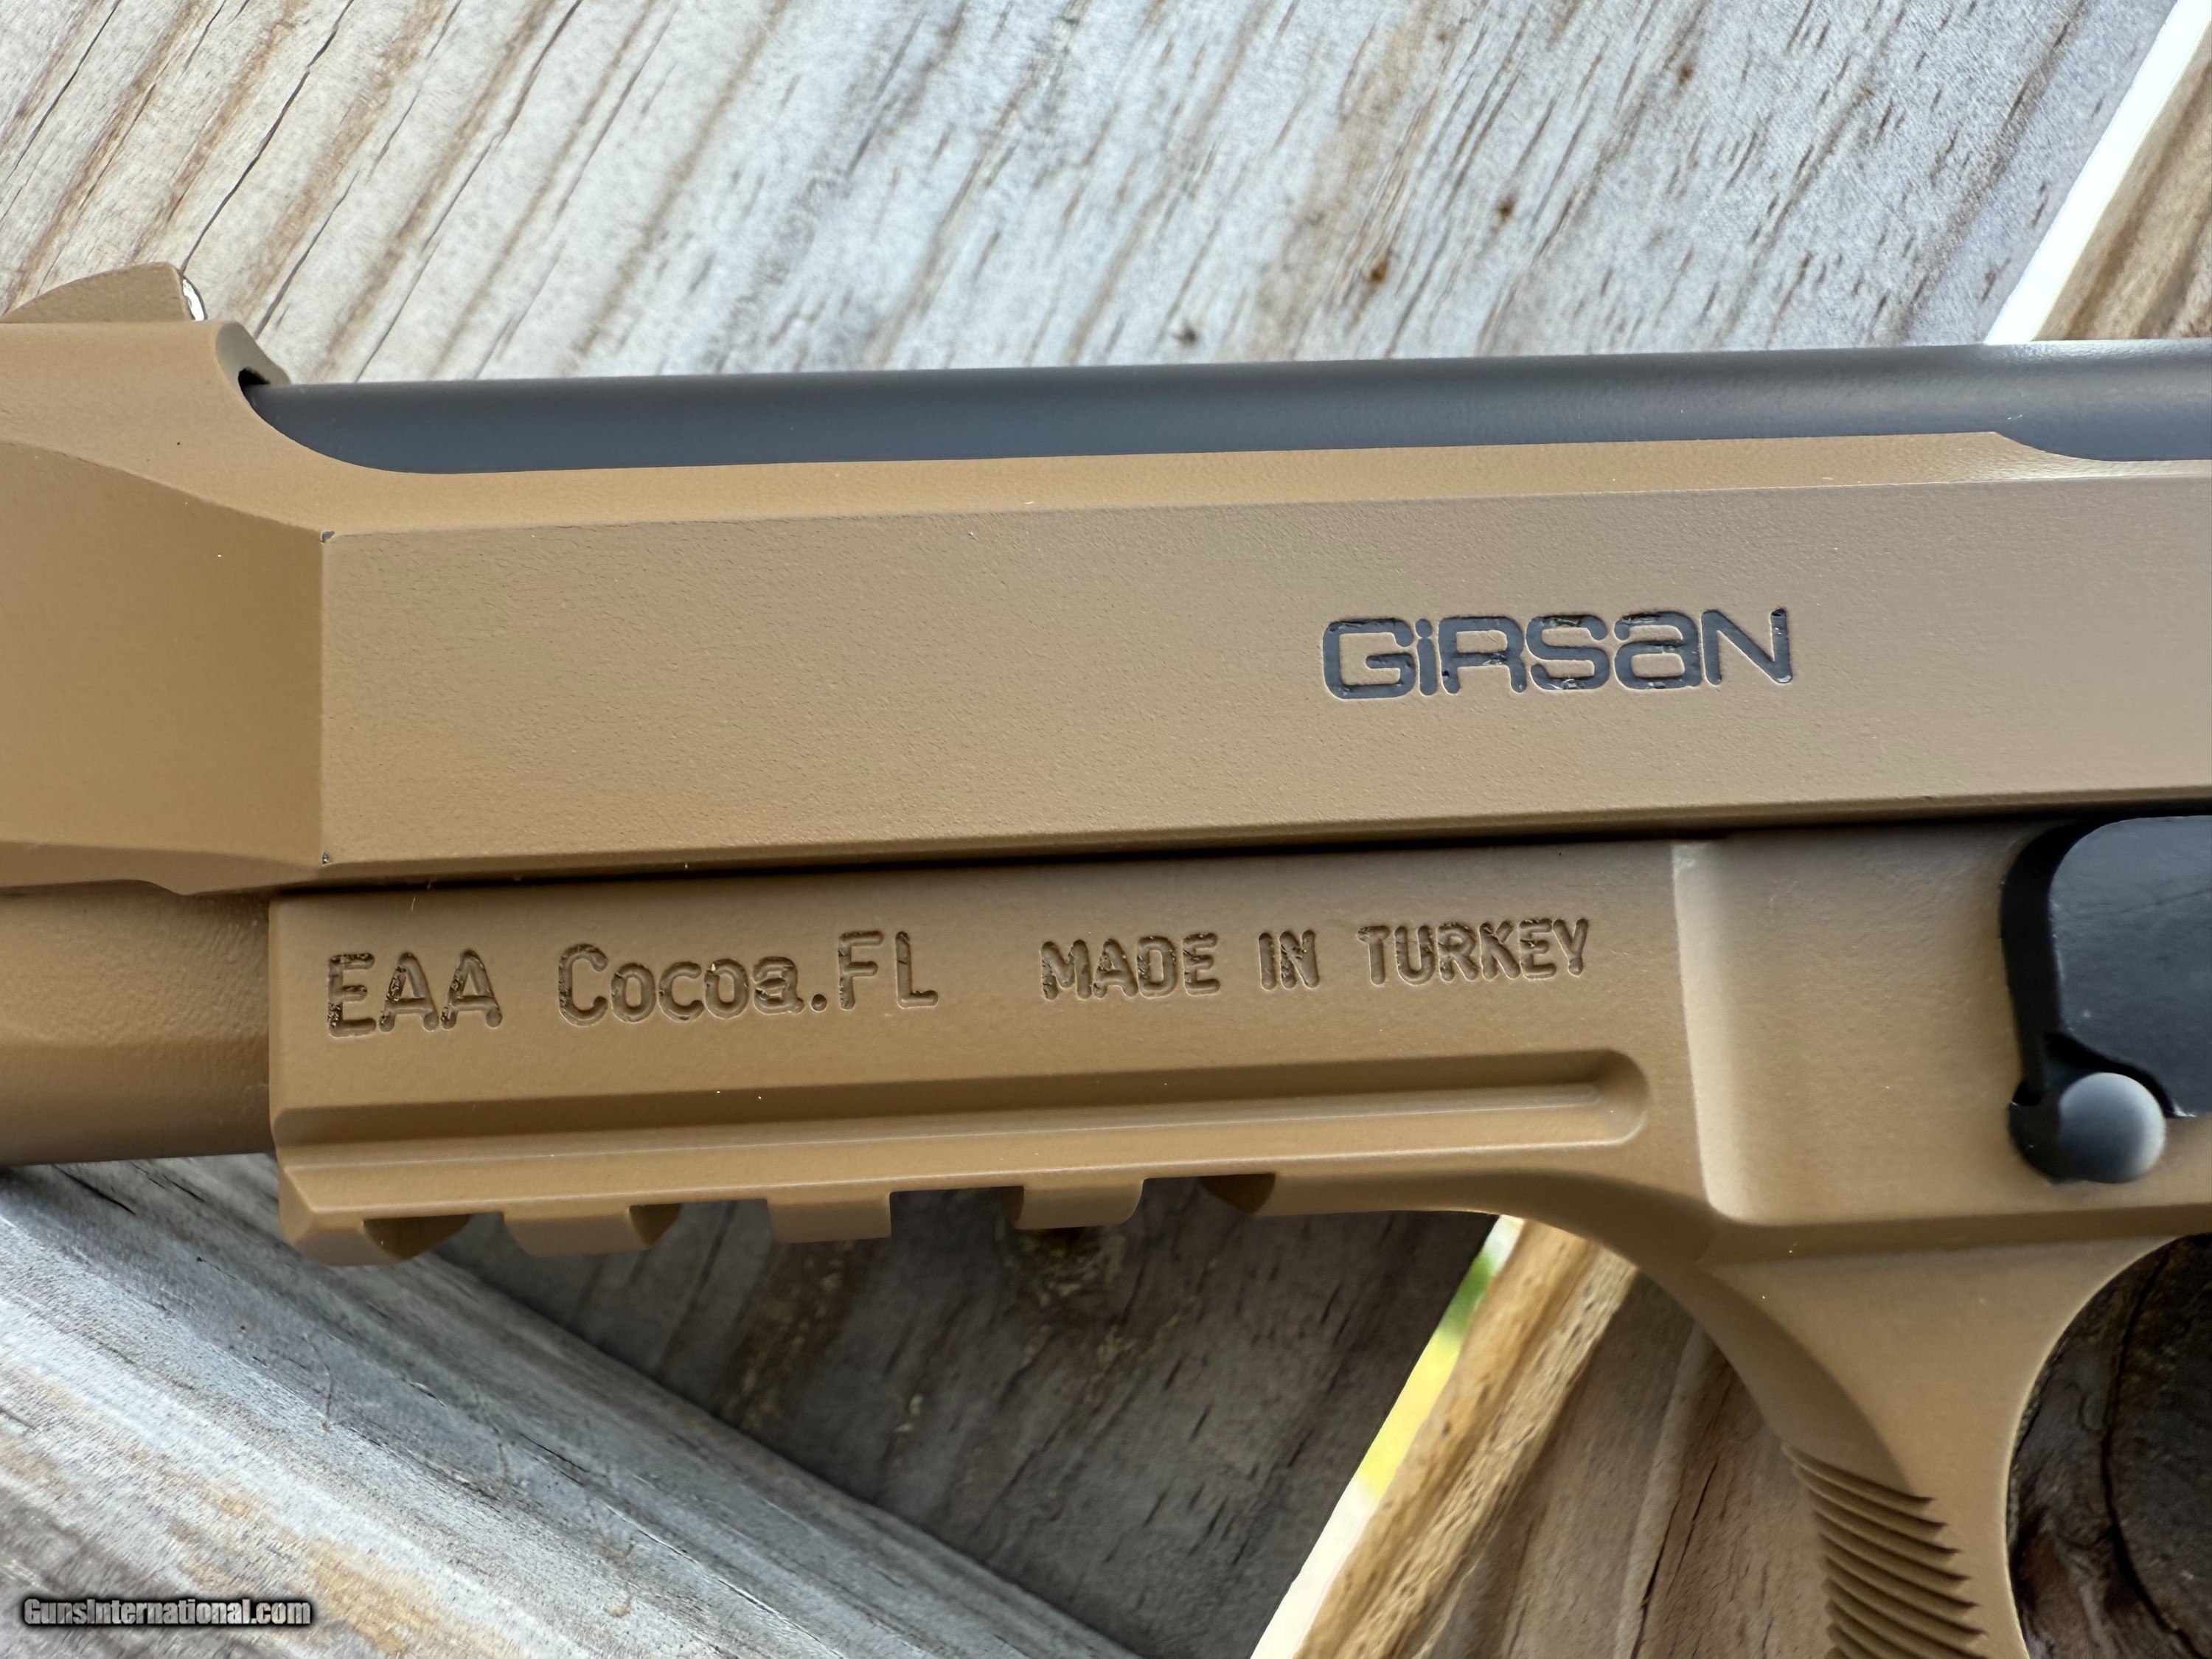 GiRSaN
EAA Cocoa.FL MADE IN TURKEY
GunsInternational.com